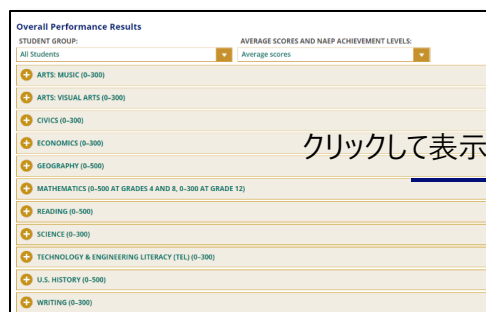 Overall Performance Results
STUDENT GROUP: AVERAGE SCORES AND NAEP ACHIEVEMENT LEVELS:
All Students Average scores
ARTS: MUSIC (0–300)
ARTS: VISUAL ARTS (0–300)
CIVICS (0–300)
ECONOMICS (0–300)
クリックして表示
GEOGRAPHY (0–500)
MATHEMATICS (0–500 AT GRADES 4 AND 8, 0–300 AT GRADE 12)
READING (0–500)
SCIENCE (0–300)
TECHNOLOGY & ENGINEERING LITERACY (TEL) (0–300)
U.S. HISTORY (0–500)
WRITING (0–300)